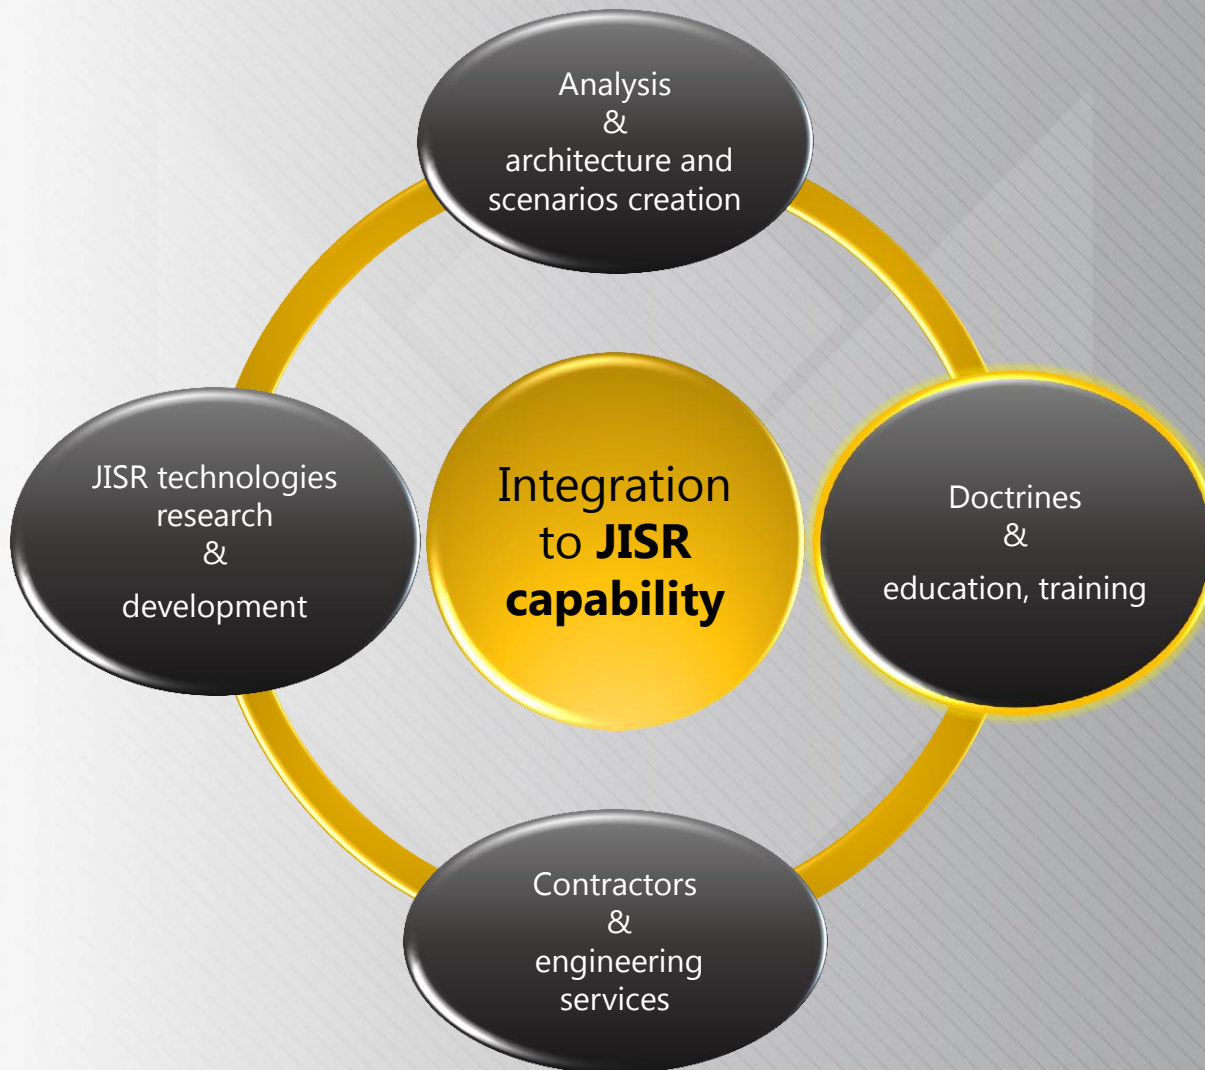 Analysis
&
architecture and
scenarios creation
JISR technologies
research
&
development
Integration
to JISR
capability
Doctrines
&
education, training
Contractors
&
engineering
services